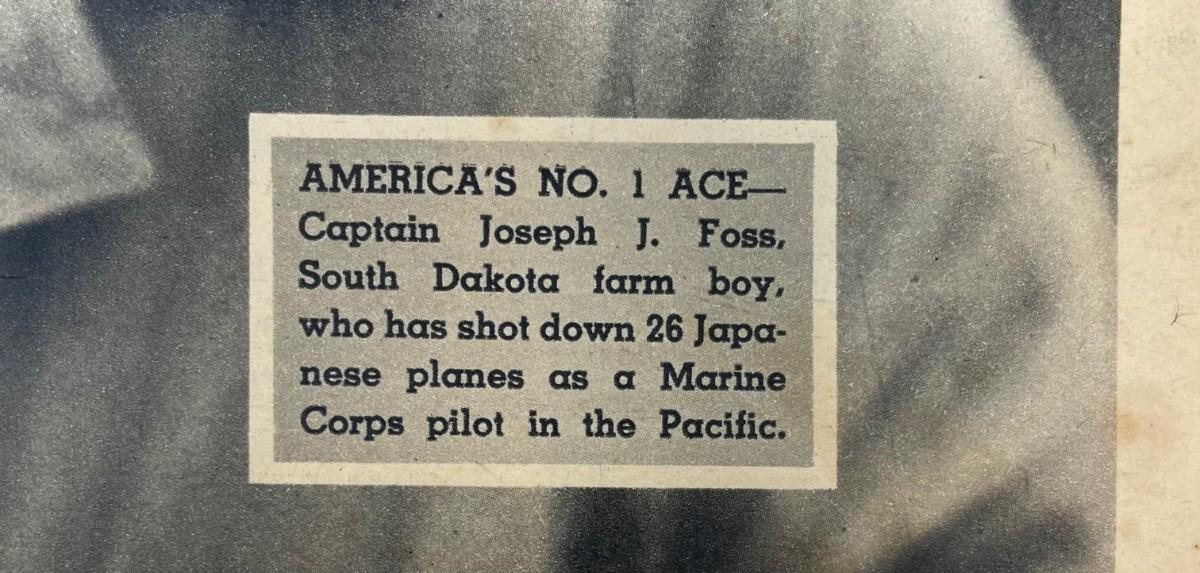 AMERICA'S NO. 1 ACE—
Captain Joseph J. Foss,
South Dakota farm boy,
who has shot down 26 Japa-
nese planes as a Marine
Corps pilot in the Pacific.